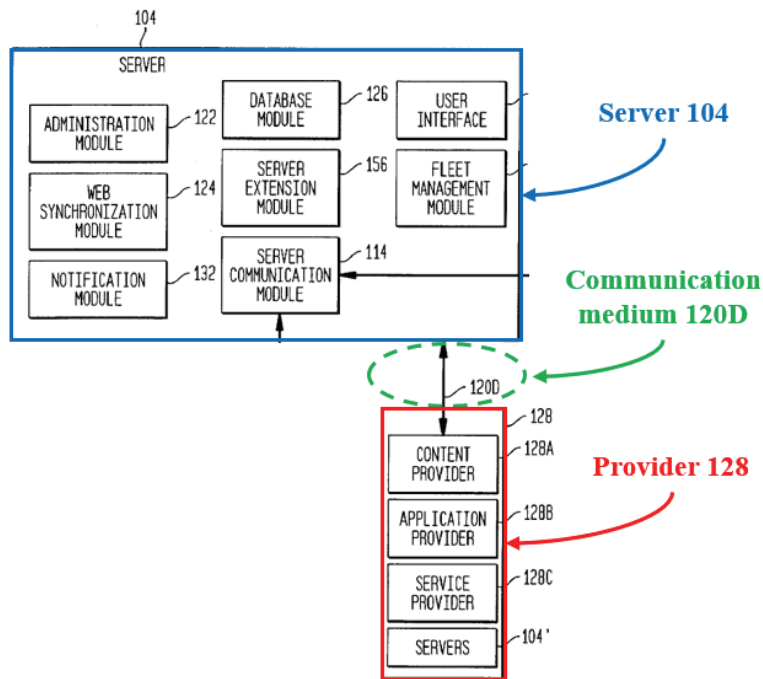 104
SERVER
ADMINISTRATION
MODULE
122
DATABASE
MODULE
126
USER
INTERFACE
WEB
SYNCHRONIZATION
MODULE
124
SERVER
EXTENSION
MODULE
156
FLEET
MANAGEMENT
MODULE
NOTIFICATION
MODULE
132
SERVER
COMMUNICATION
MODULE
114
Server 104
Communication
medium 120D
120D
128
CONTENT
PROVIDER
128A
APPLICATION
PROVIDER
128B
SERVICE
PROVIDER
128C
SERVERS
104'
Provider 128